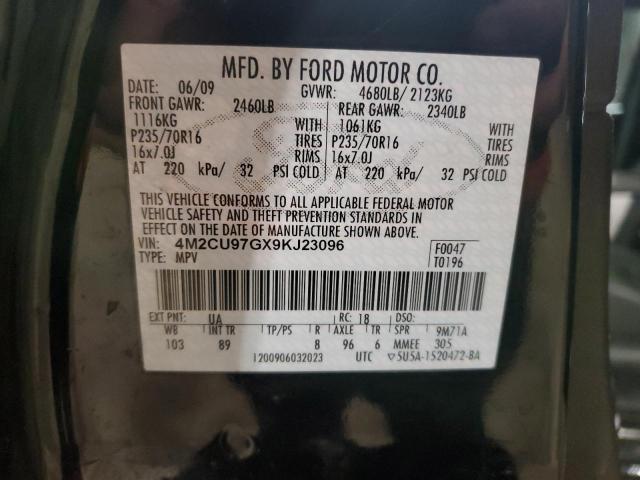 MFD. BY FORD MOTOR CO.
DATE: 06/09 GVWR: 4680LB/ 2123KG
FRONT GAWR: 2460LB REAR GAWR: 2340LB
1116KG WITH 1061KG WITH
P235/70R16 TIRES P235/70R16 TIRES
16x7.0J RIMS 16x7.0J RIMS
AT 220 kPa/ 32 PSI COLD AT 220 kPa/ 32 PSI COLD
THIS VEHICLE CONFORMS TO ALL APPLICABLE FEDERAL MOTOR
VEHICLE SAFETY AND THEFT PREVENTION STANDARDS IN
EFFECT ON THE DATE OF MANUFACTURE SHOWN ABOVE.
VIN: 4M2CU97GX9KJ23096 F0047
TYPE: MPV T0196
EXT PNT: UA RC: 18 DSO:
WB INT TR TP/PS R AXLE TR SPR 9M71A
103 89 8 96 6 MMEE 305
1200906032023 UTC ▽5U5A-1520472-BA
Ford